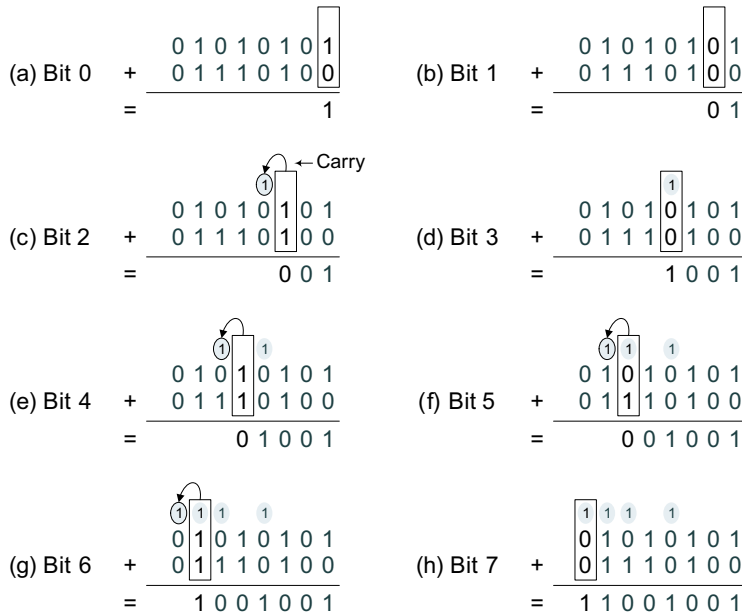 0 1 0 1 0 1 0 1
(a) Bit 0 + 0 1 1 1 0 1 0 0
= 1
0 1 0 1 0 1 0 1
(b) Bit 1 + 0 1 1 1 0 1 0 0
= 0 1
Carry
1
0 1 0 1 0 1 0 1
(c) Bit 2 + 0 1 1 1 0 1 0 0
= 0 0 1
1
0 1 0 1 0 1 0 1
(d) Bit 3 + 0 1 1 1 0 1 0 0
= 1 0 0 1
1 1
0 1 0 1 0 1 0 1
(e) Bit 4 + 0 1 1 1 0 1 0 0
= 0 1 0 0 1
1 1 1
0 1 0 1 0 1 0 1
(f) Bit 5 + 0 1 1 1 0 1 0 0
= 0 0 1 0 0 1
1 1 1 1
0 1 0 1 0 1 0 1
(g) Bit 6 + 0 1 1 1 0 1 0 0
= 1 0 0 1 0 0 1
1 1 1 1
0 1 0 1 0 1 0 1
(h) Bit 7 + 0 1 1 1 0 1 0 0
= 1 1 0 0 1 0 0 1